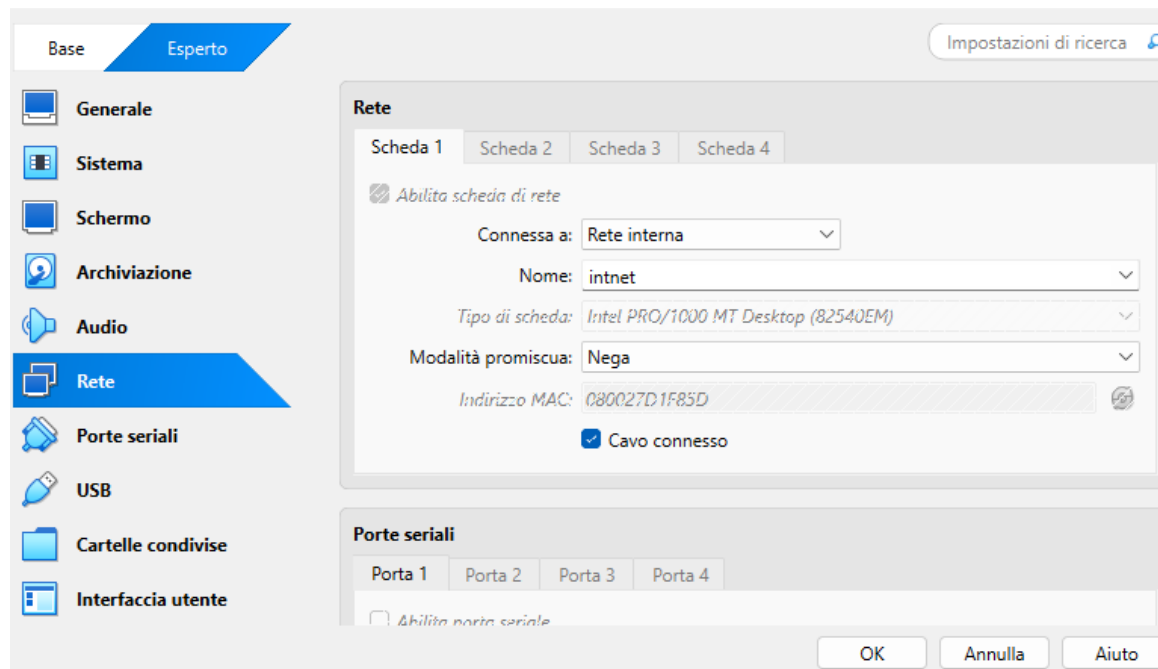 Base
Esperto
Impostazioni di ricerca
Generale
Sistema
Schermo
Archiviazione
Audio
Rete
Porte seriali
USB
Cartelle condivise
Interfaccia utente
Rete
Scheda 1
Scheda 2
Scheda 3
Scheda 4
Abilita scheda di rete
Connessa a: Rete interna
Nome: intnet
Tipo di scheda: Intel PRO/1000 MT Desktop (82540EM)
Modalità promiscua: Nega
Indirizzo MAC: 080027D1F85D
Cavo connesso
Porte seriali
Porta 1
Porta 2
Porta 3
Porta 4
Abilita porta seriale
OK
Annulla
Aiuto